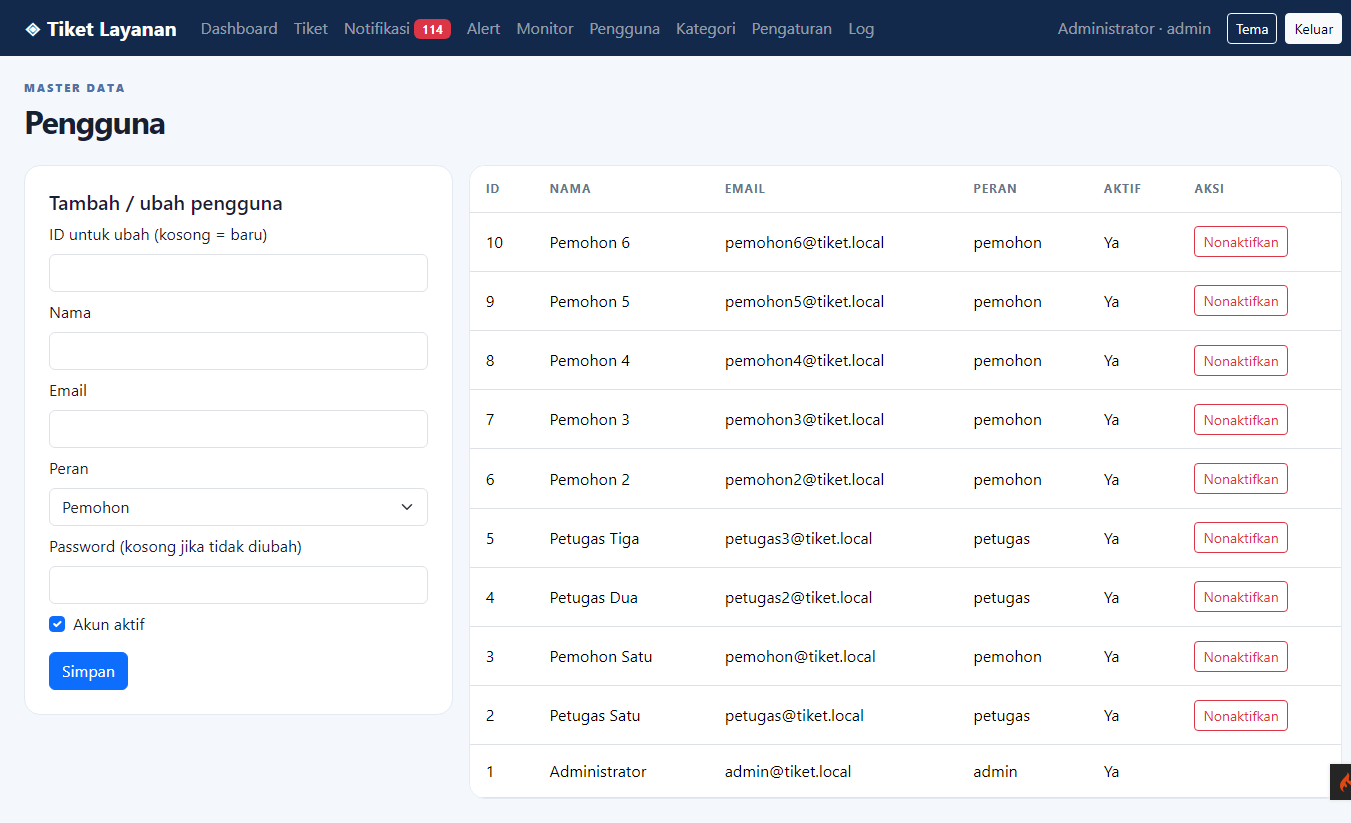 Tiket Layanan Dashboard Tiket Notifikasi 114 Alert Monitor Pengguna Kategori Pengaturan Log Administrator · admin Tema Keluar
MASTER DATA
Pengguna
Tambah / ubah pengguna
ID untuk ubah (kosong = baru)
Nama
Email
Peran
Pemohon
Password (kosong jika tidak diubah)
Akun aktif
Simpan
ID NAMA EMAIL PERAN AKTIF AKSI
10 Pemohon 6 pemohon6@tiket.local pemohon Ya Nonaktifkan
9 Pemohon 5 pemohon5@tiket.local pemohon Ya Nonaktifkan
8 Pemohon 4 pemohon4@tiket.local pemohon Ya Nonaktifkan
7 Pemohon 3 pemohon3@tiket.local pemohon Ya Nonaktifkan
6 Pemohon 2 pemohon2@tiket.local pemohon Ya Nonaktifkan
5 Petugas Tiga petugas3@tiket.local petugas Ya Nonaktifkan
4 Petugas Dua petugas2@tiket.local petugas Ya Nonaktifkan
3 Pemohon Satu pemohon@tiket.local pemohon Ya Nonaktifkan
2 Petugas Satu petugas@tiket.local petugas Ya Nonaktifkan
1 Administrator admin@tiket.local admin Ya